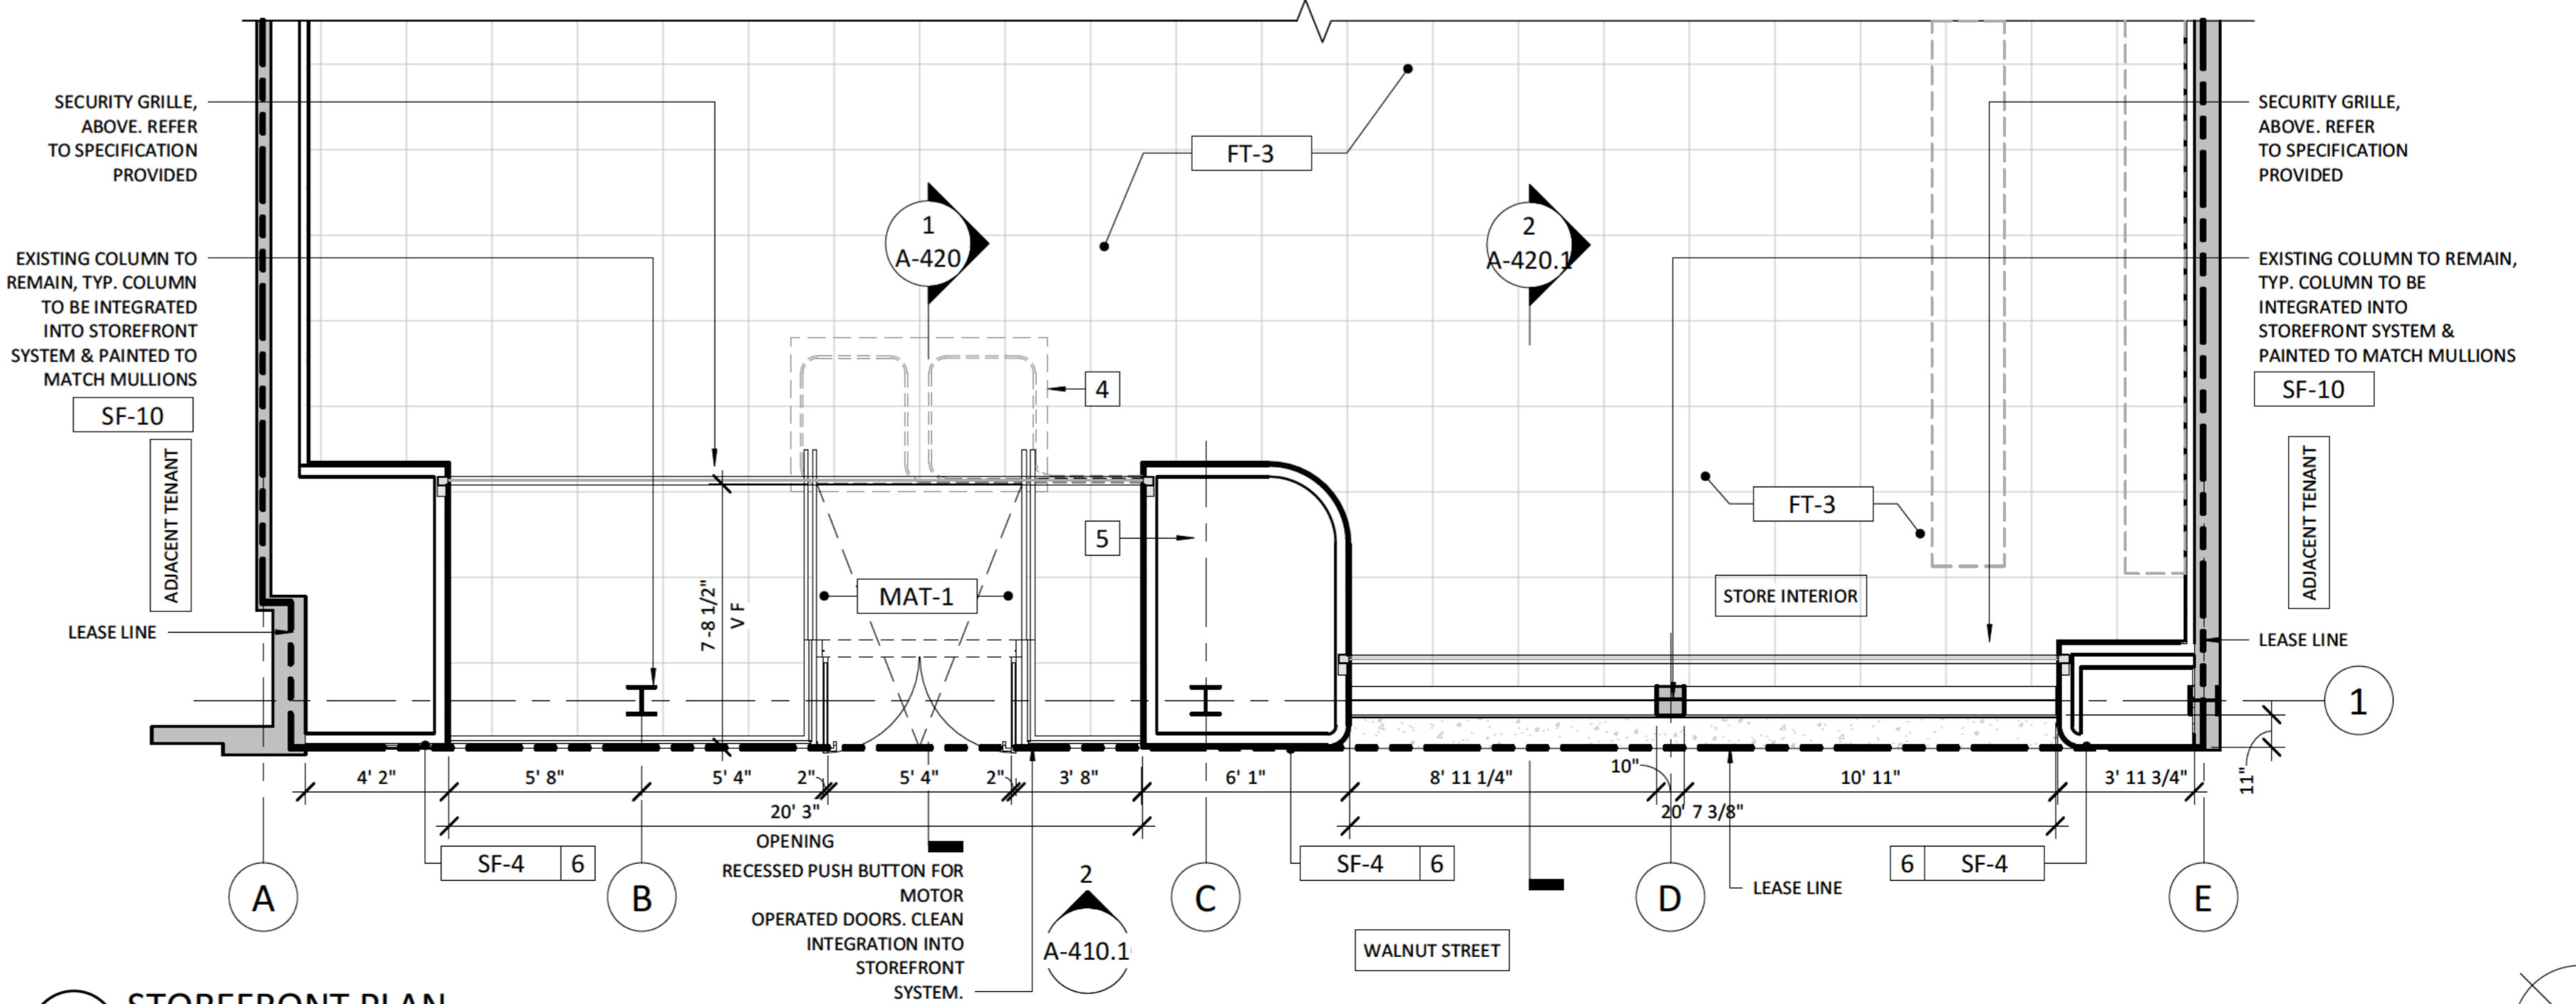 SECURITY GRILLE,
ABOVE. REFER
TO SPECIFICATION
PROVIDED
EXISTING COLUMN TO
REMAIN, TYP. COLUMN
TO BE INTEGRATED
INTO STOREFRONT
SYSTEM & PAINTED TO
MATCH MULLIONS
SF-10
ADJACENT TENANT
LEASE LINE
FT-3
1
A-420
2
A-420.1
4
5
MAT-1
7 -8 1/2"
V F
FT-3
STORE INTERIOR
SECURITY GRILLE,
ABOVE. REFER
TO SPECIFICATION
PROVIDED
EXISTING COLUMN TO REMAIN,
TYP. COLUMN TO BE
INTEGRATED INTO
STOREFRONT SYSTEM &
PAINTED TO MATCH MULLIONS
SF-10
ADJACENT TENANT
LEASE LINE
1
11"
4' 2"
5' 8"
5' 4"
2"
5' 4"
2"
3' 8"
6' 1"
8' 11 1/4"
10"
10' 11"
3' 11 3/4"
20' 3"
OPENING
20' 7 3/8"
SF-4 6
SF-4 6
6 SF-4
A
B
C
D
E
RECESSED PUSH BUTTON FOR
MOTOR
OPERATED DOORS. CLEAN
INTEGRATION INTO
STOREFRONT
SYSTEM.
2
A-410.1
LEASE LINE
WALNUT STREET
STOREFRONT PLAN